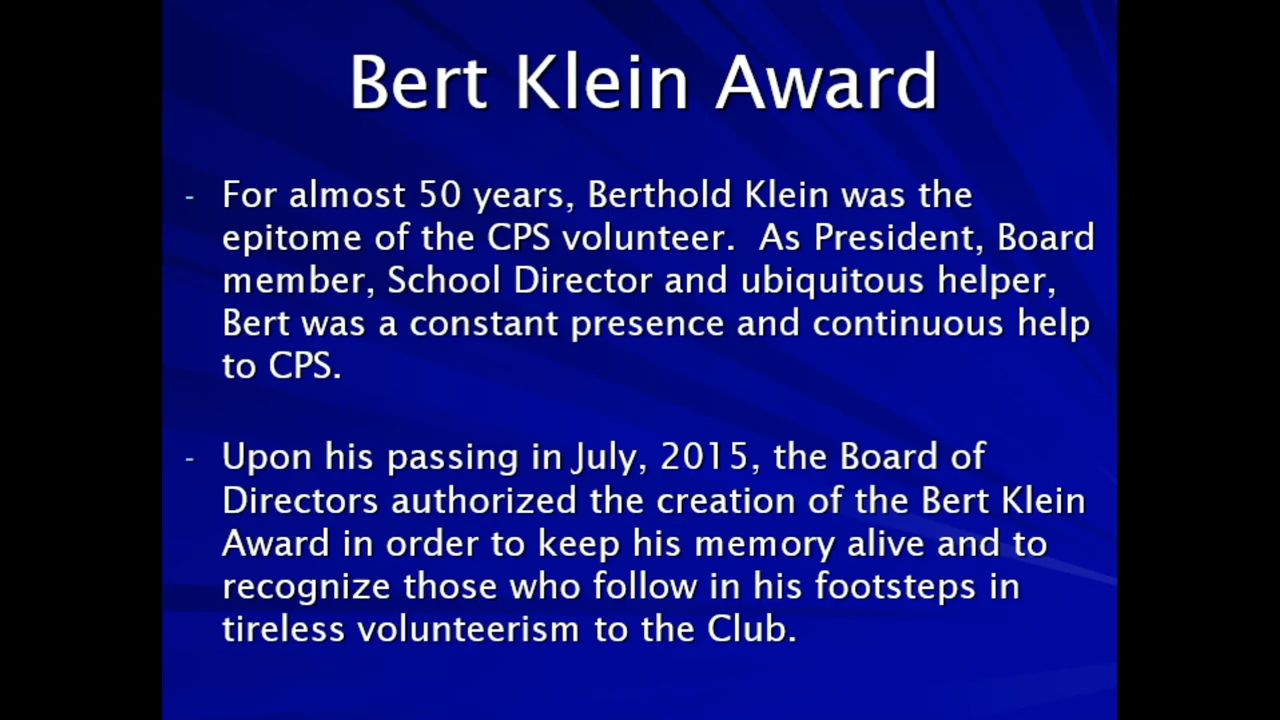 Bert Klein Award
- For almost 50 years, Berthold Klein was the
epitome of the CPS volunteer.  As President, Board
member, School Director and ubiquitous helper,
Bert was a constant presence and continuous help
to CPS.
- Upon his passing in July, 2015, the Board of
Directors authorized the creation of the Bert Klein
Award in order to keep his memory alive and to
recognize those who follow in his footsteps in
tireless volunteerism to the Club.